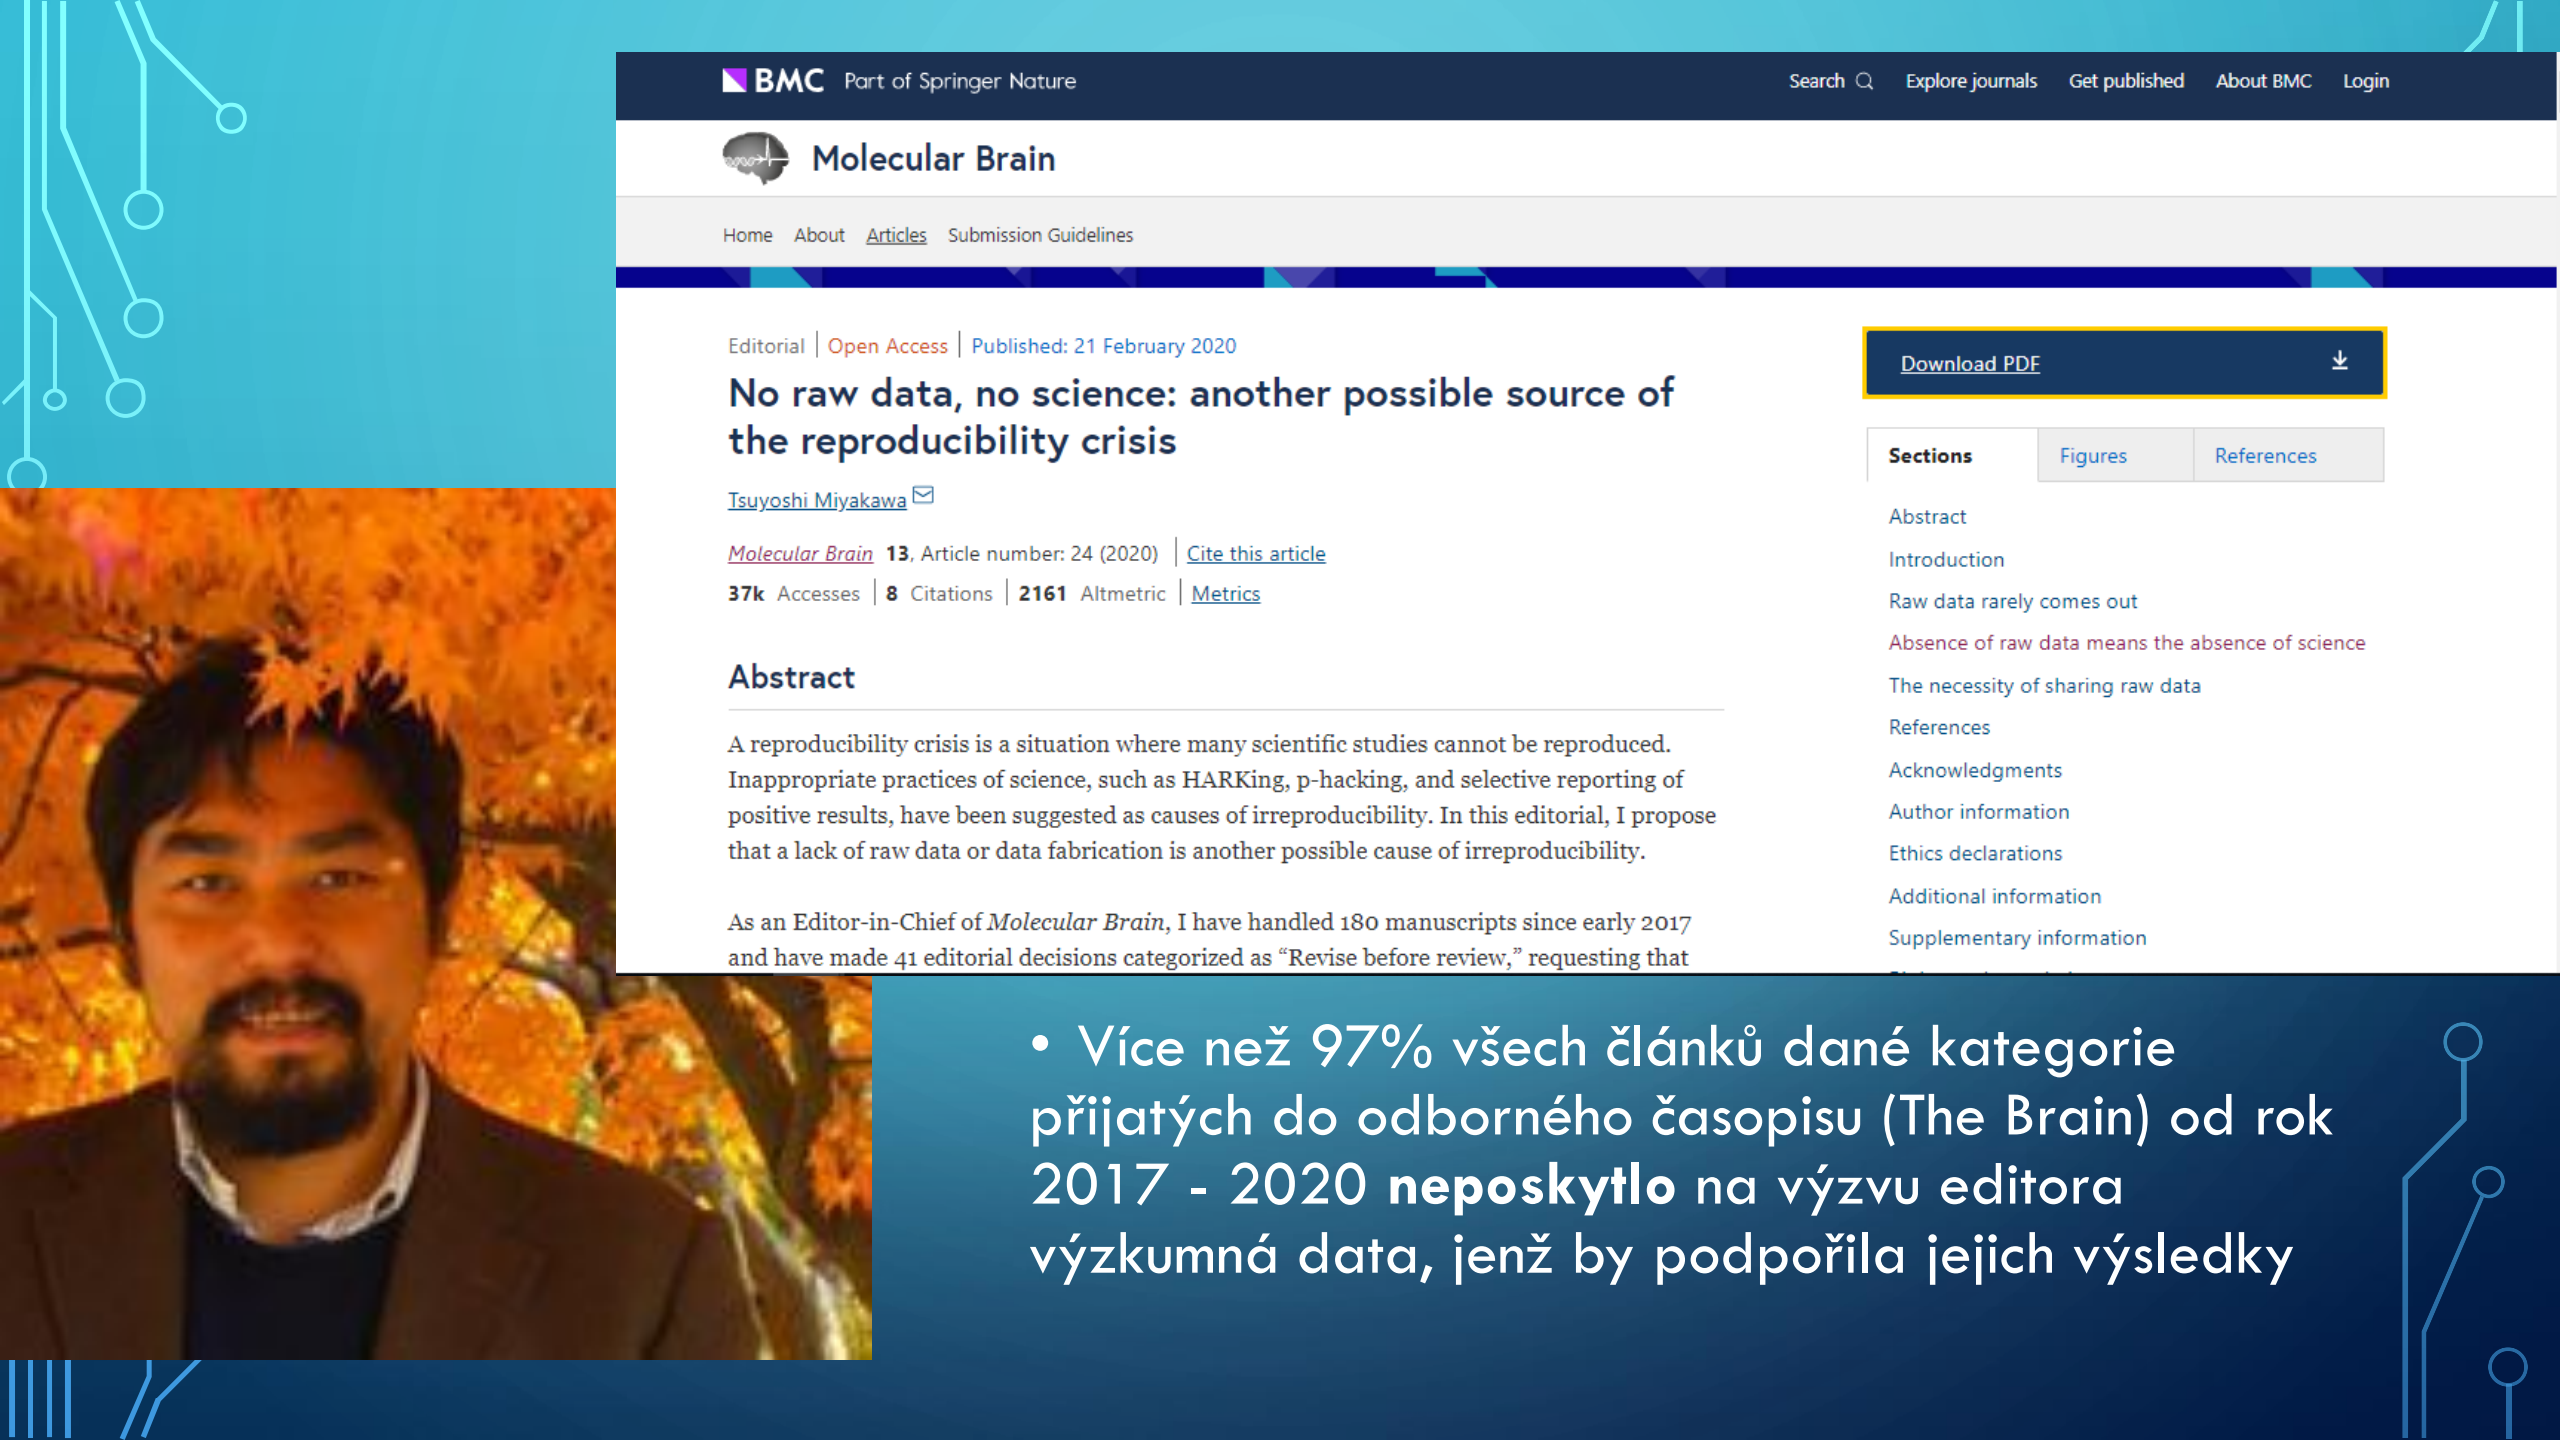 BMC Part of Springer Nature
Search Explore journals Get published About BMC Login
Molecular Brain
Home About Articles Submission Guidelines
Editorial Open Access Published: 21 February 2020
No raw data, no science: another possible source of
the reproducibility crisis
Tsuyoshi Miyakawa
Molecular Brain 13, Article number: 24 (2020) Cite this article
37k Accesses 8 Citations 2161 Altmetric Metrics
Abstract
A reproducibility crisis is a situation where many scientific studies cannot be reproduced.
Inappropriate practices of science, such as HARKing, p-hacking, and selective reporting of
positive results, have been suggested as causes of irreproducibility. In this editorial, I propose
that a lack of raw data or data fabrication is another possible cause of irreproducibility.
As an Editor-in-Chief of Molecular Brain, I have handled 180 manuscripts since early 2017
and have made 41 editorial decisions categorized as “Revise before review,” requesting that
Download PDF
Sections Figures References
Abstract
Introduction
Raw data rarely comes out
Absence of raw data means the absence of science
The necessity of sharing raw data
References
Acknowledgments
Author information
Ethics declarations
Additional information
Supplementary information
• Více než 97% všech článků dané kategorie
přijatých do odborného časopisu (The Brain) od rok
2017 - 2020 neposkytlo na výzvu editora
výzkumná data, jenž by podpořila jejich výsledky